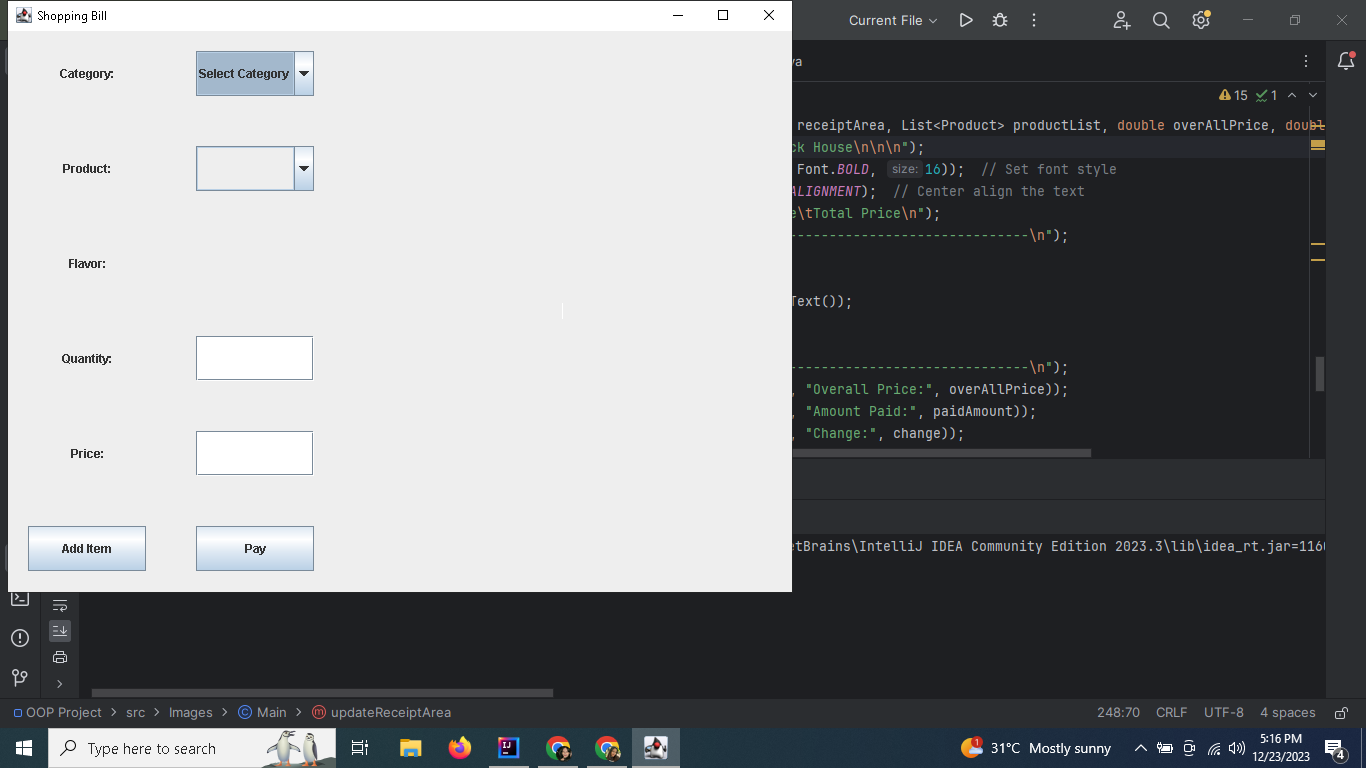 Shopping Bill
Current File
Category:
Select Category
va
15
1
receiptArea, List<Product> productList, double overAllPrice, doubl
ck House\n\n\n");
Font.BOLD, size: 16)); // Set font style
Product:
ALIGNMENT); // Center align the text
e\tTotal Price\n");
------------------------------\n");
Flavor:
Text());
Quantity:
------------------------------\n");
, "Overall Price:", overAllPrice));
, "Amount Paid:", paidAmount));
, "Change:", change));
Price:
Add Item
Pay
etBrains\IntelliJ IDEA Community Edition 2023.3\lib\idea_rt.jar=1160
OOP Project > src > Images > Main > updateReceiptArea
248:70 CRLF UTF-8 4 spaces
Type here to search
31°C Mostly sunny
5:16 PM
12/23/2023
4